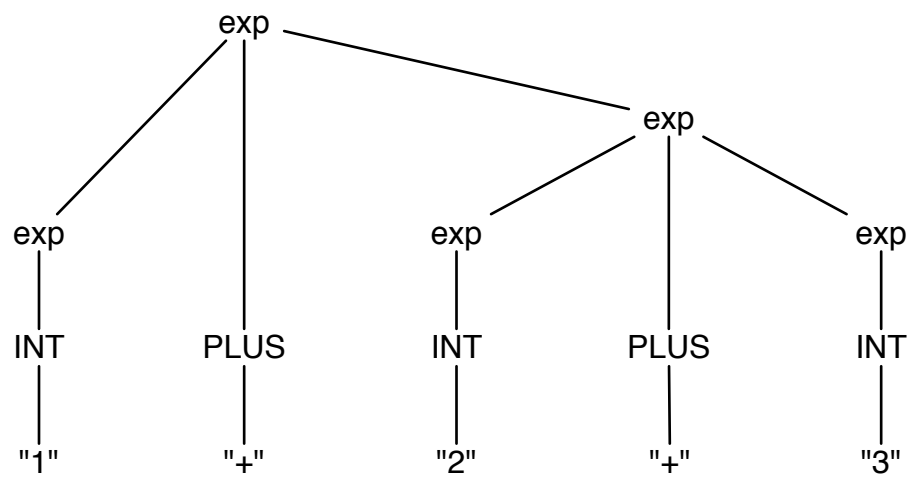 exp
exp
exp exp exp
INT PLUS INT PLUS INT
"1" "+" "2" "+" "3"